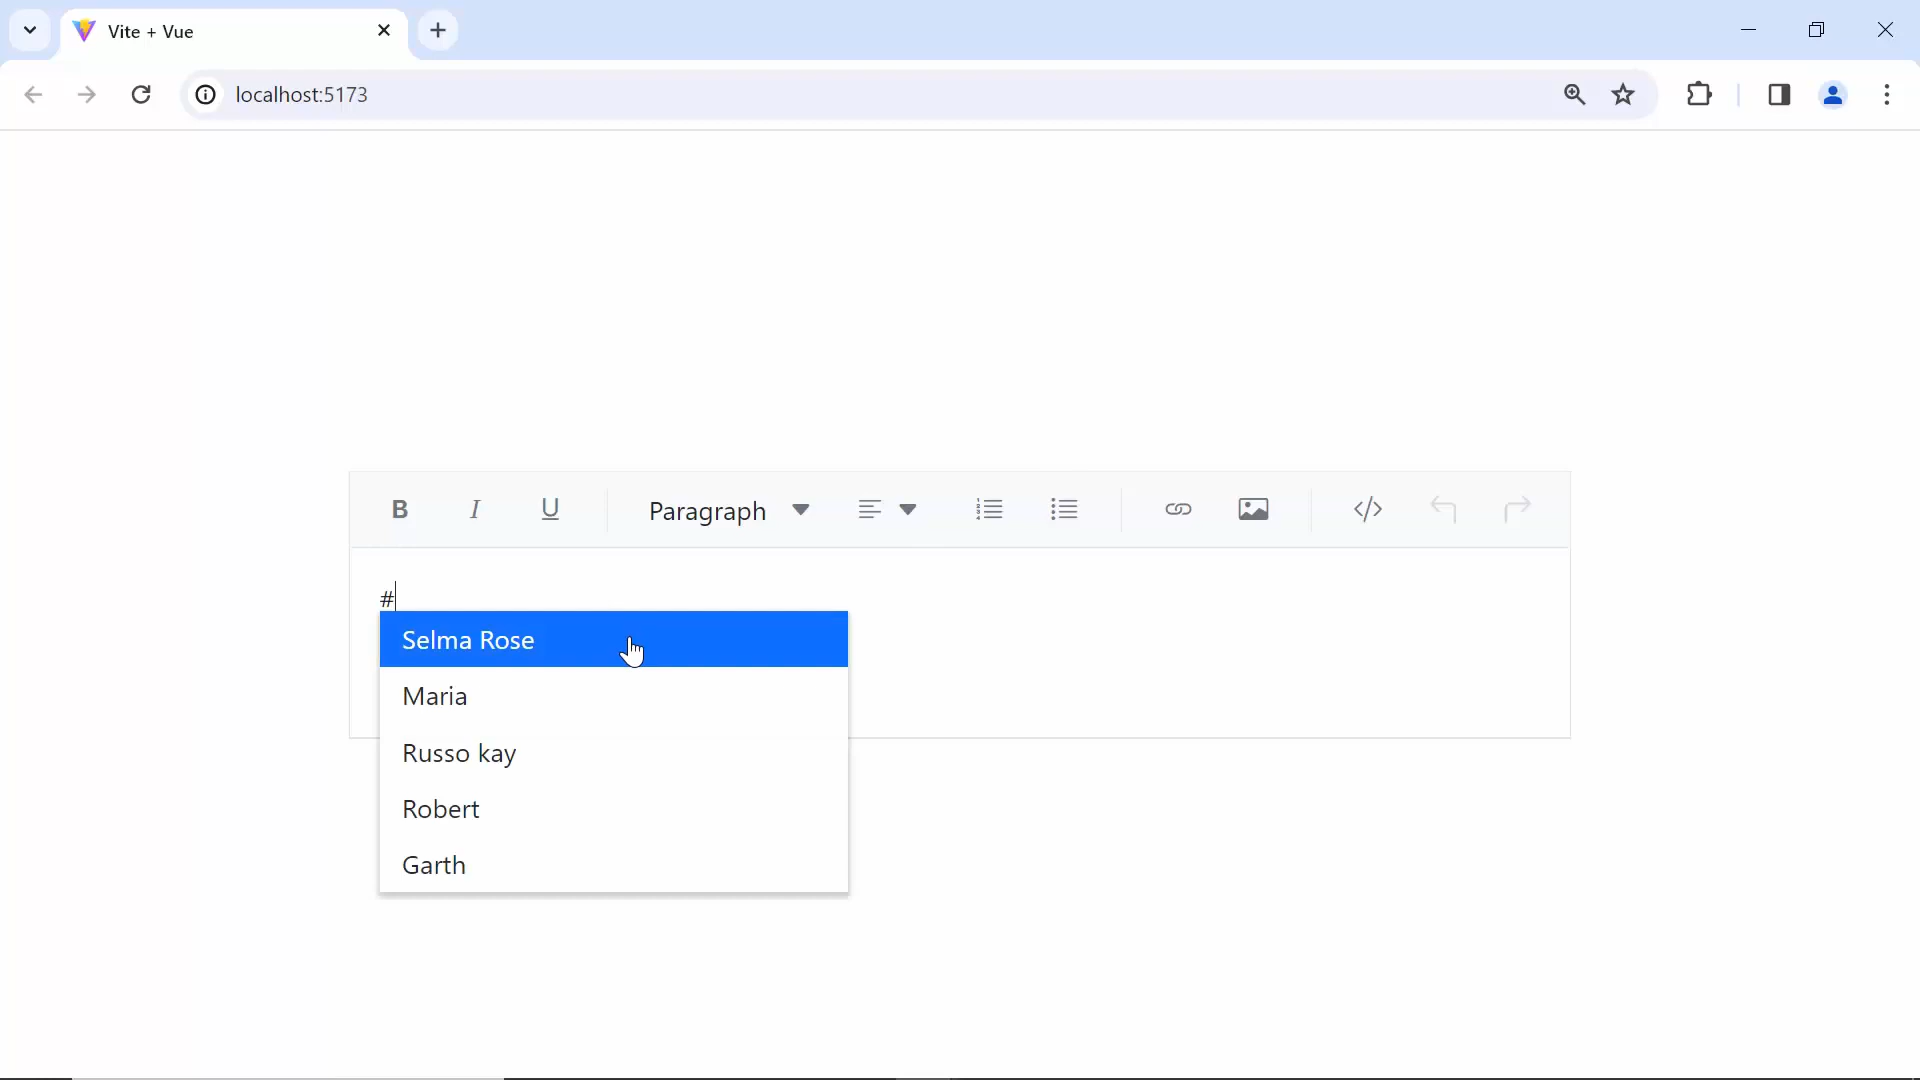 Vite + Vue
localhost:5173
B I U Paragraph
#
Selma Rose
Maria
Russo kay
Robert
Garth